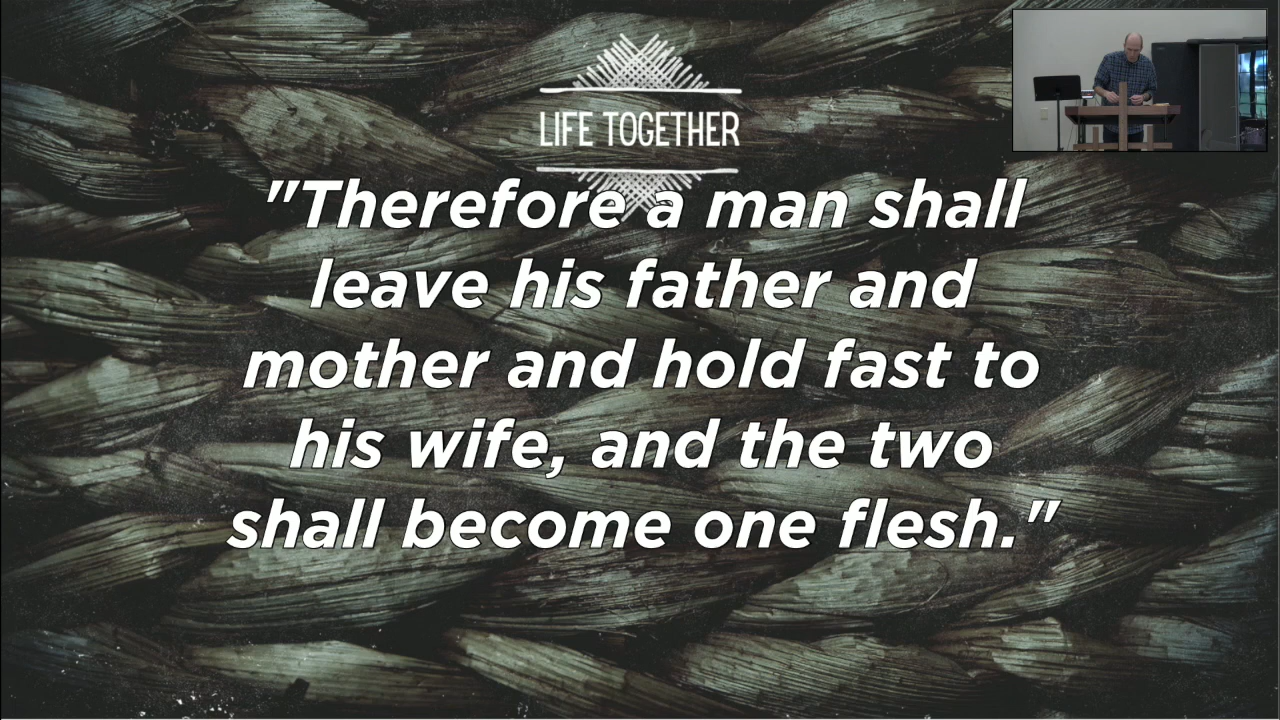 LIFE TOGETHER
"Therefore a man shall
leave his father and
mother and hold fast to
his wife, and the two
shall become one flesh."